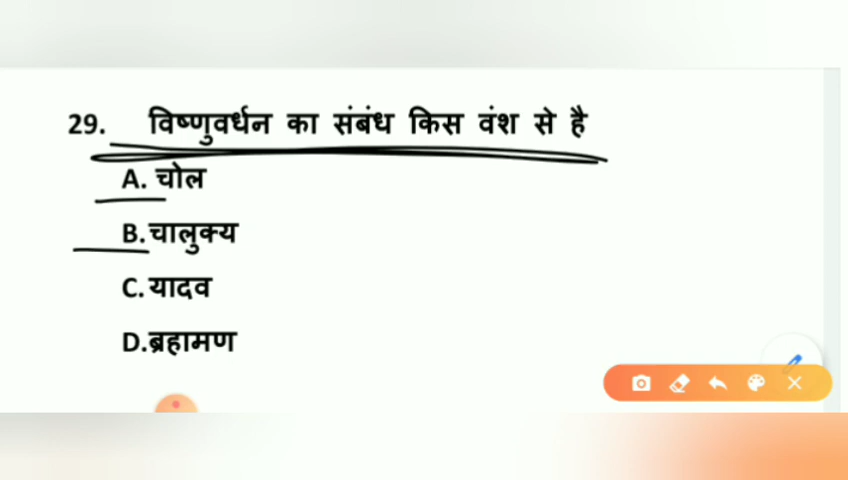 29. विष्णुवर्धन का संबंध किस वंश से है
A. चोल
B. चालुक्य
C. यादव
D. ब्रहामण